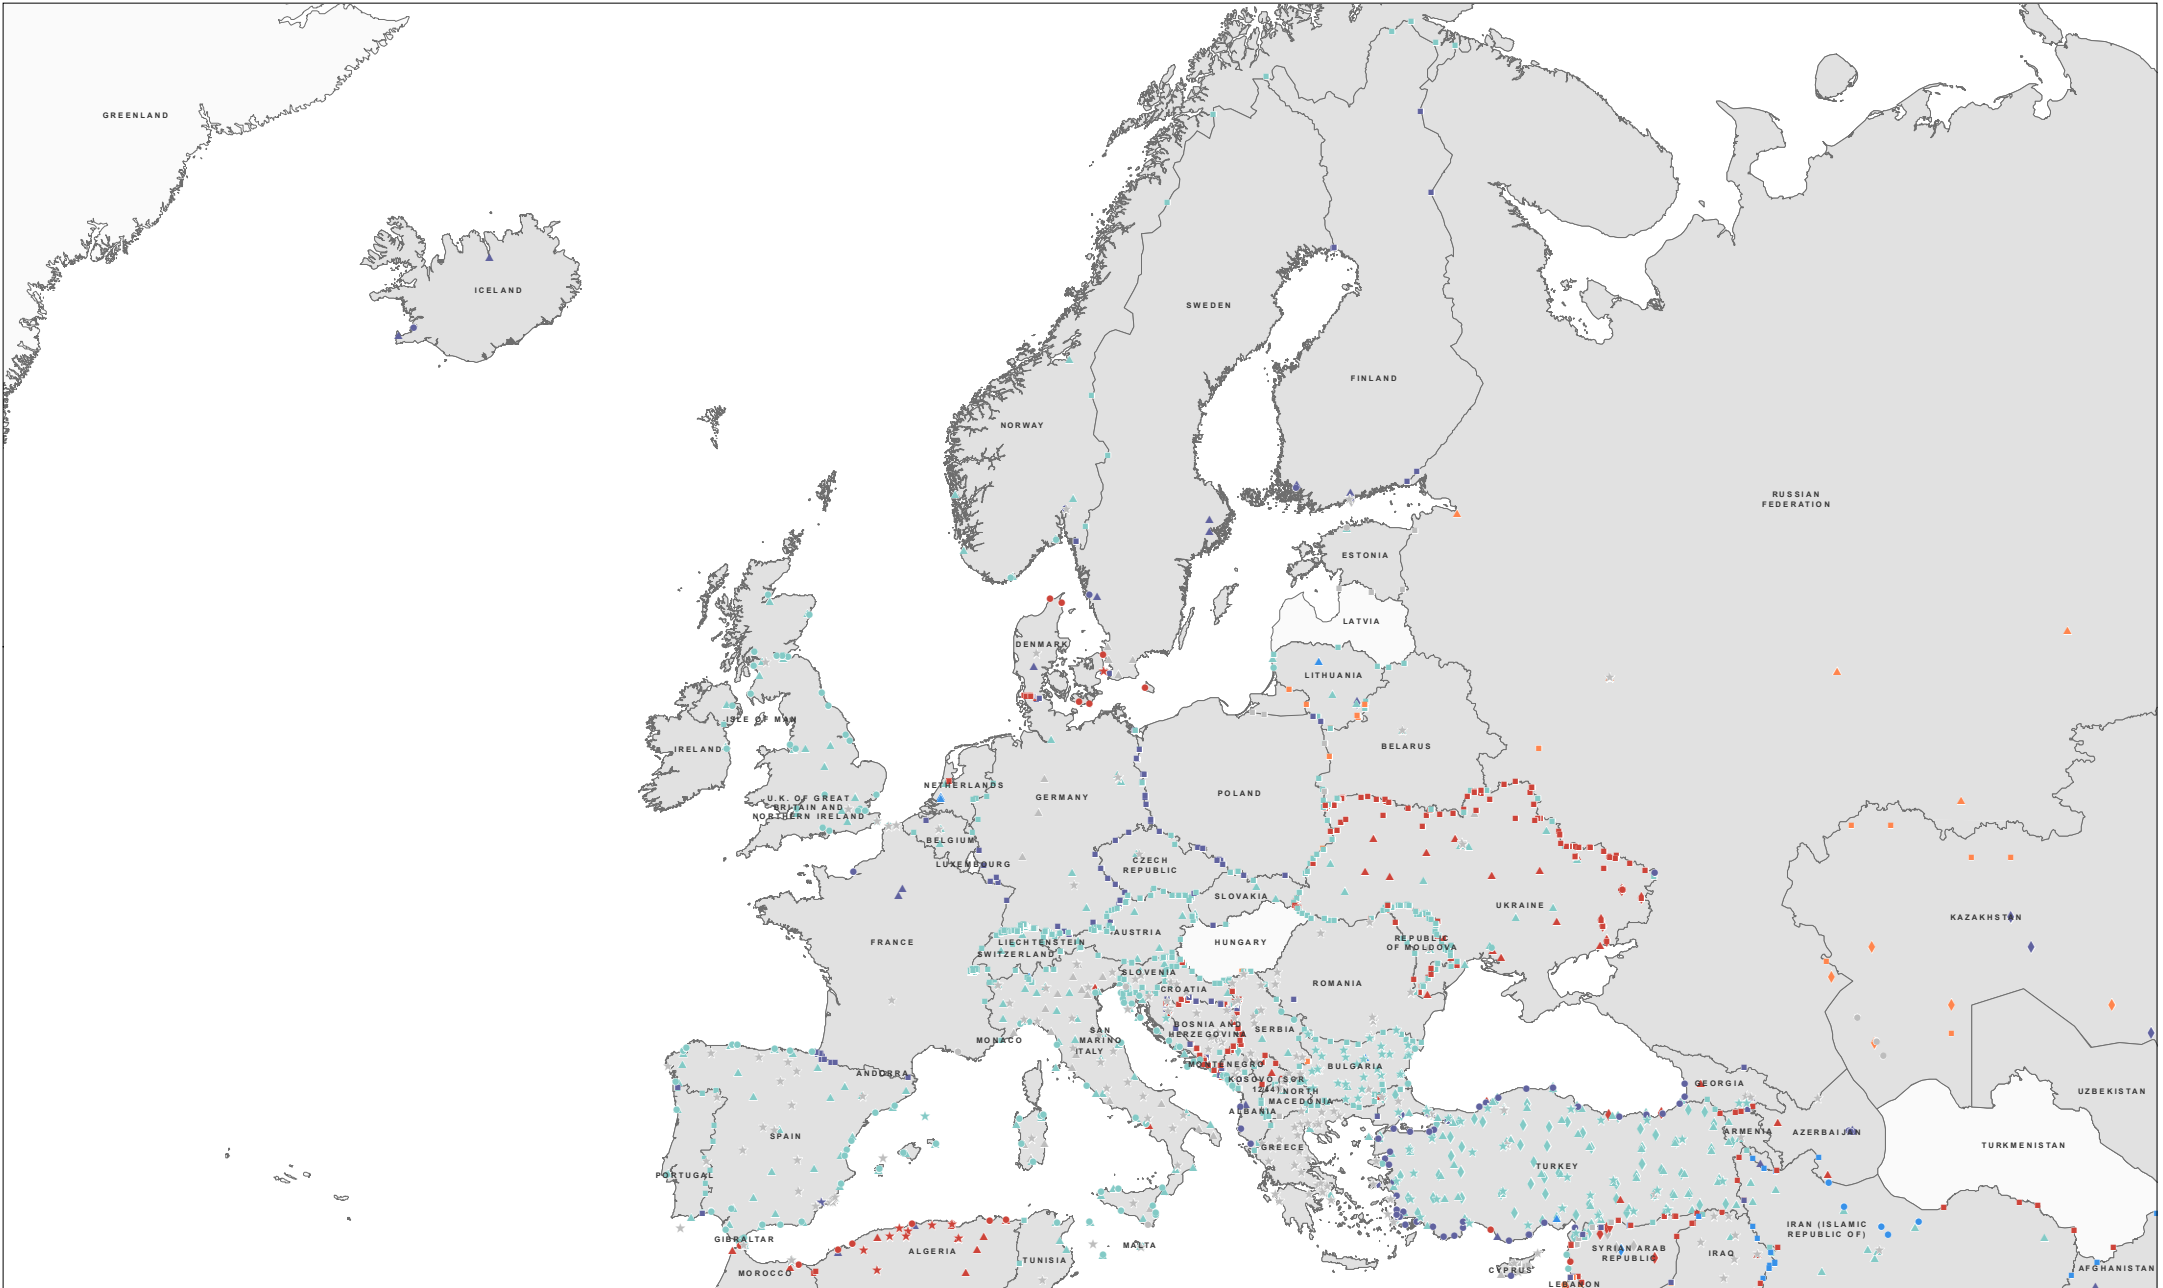 GREENLAND
ICELAND
SWEDEN
FINLAND
NORWAY
RUSSIAN
FEDERATION
ESTONIA
LATVIA
DENMARK
LITHUANIA
ISLE OF MAN
IRELAND
BELARUS
NETHERLANDS
GERMANY
POLAND
U.K. OF GREAT
BRITAIN AND
NORTHERN IRELAND
BELGIUM
LUXEMBOURG
CZECH
REPUBLIC
SLOVAKIA
UKRAINE
KAZAKHSTAN
FRANCE
LIECHTENSTEIN
SWITZERLAND
AUSTRIA
HUNGARY
REPUBLIC
OF MOLDOVA
SLOVENIA
CROATIA
ROMANIA
BOSNIA AND
HERZEGOVINA
SERBIA
SAN
MARINO
MONACO
ITALY
MONTENEGRO
BULGARIA
ANDORRA
KOSOVO (SCR
1244)
NORTH
MACEDONIA
ALBANIA
GEORGIA
UZBEKISTAN
ARMENIA
AZERBAIJAN
TURKMENISTAN
SPAIN
PORTUGAL
GREECE
TURKEY
GIBRALTAR
ALGERIA
MALTA
TUNISIA
MOROCCO
CYPRUS
SYRIAN ARAB
REPUBLIC
LEBANON
IRAQ
IRAN (ISLAMIC
REPUBLIC OF)
AFGHANISTAN